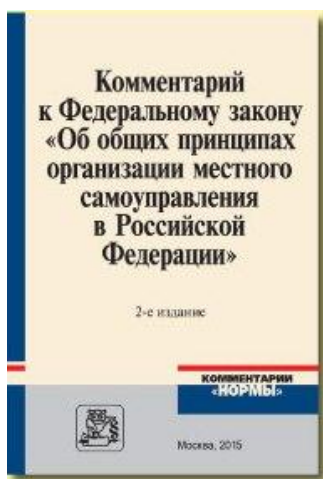 Комментарий
к Федеральному закону
«Об общих принципах
организации местного
самоуправления
в Российской
Федерации»
2-е издание
КОММЕНТАРИИ
«НОРМЫ»
Москва, 2015